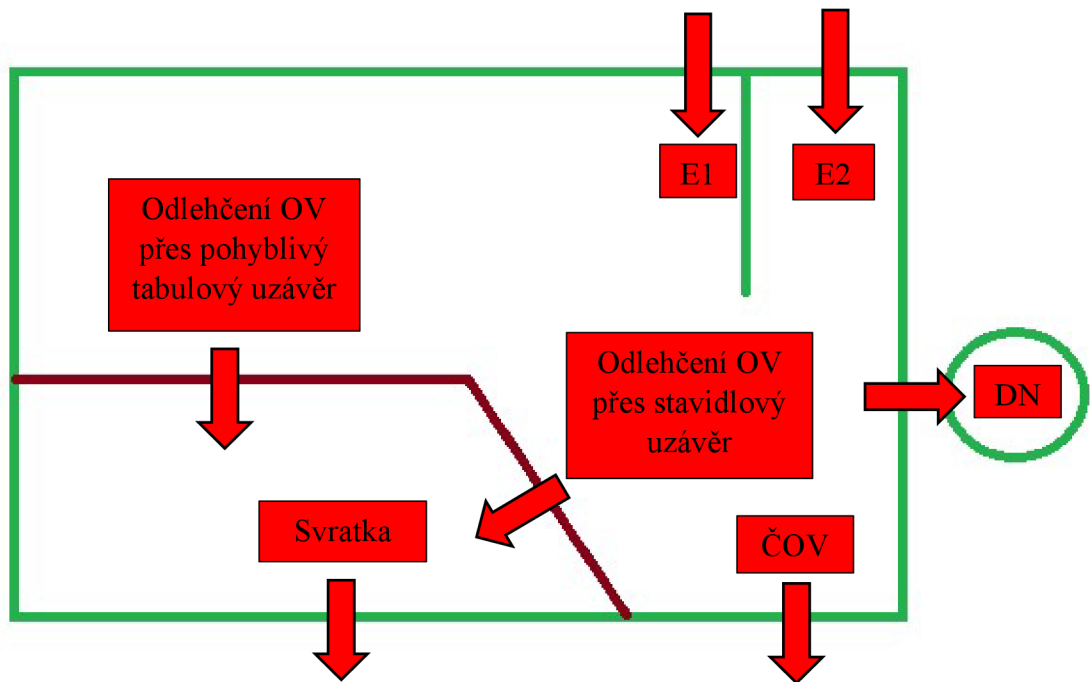 E1
E2
Odlehčení OV
přes pohyblivý
tabulový uzávěr
Odlehčení OV
přes stavidlový
uzávěr
DN
Svratka
ČOV